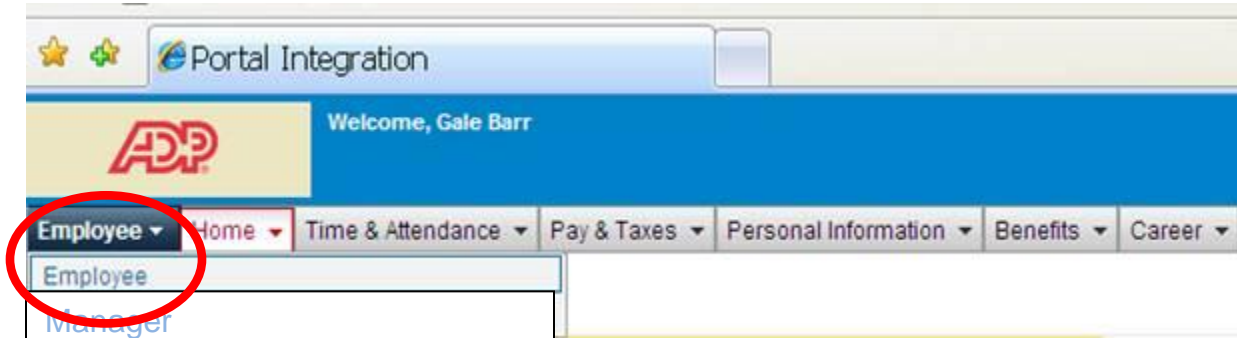 Portal Integration
ADP
Welcome, Gale Barr
Employee Home Time & Attendance Pay & Taxes Personal Information Benefits Career
Employee
Manager